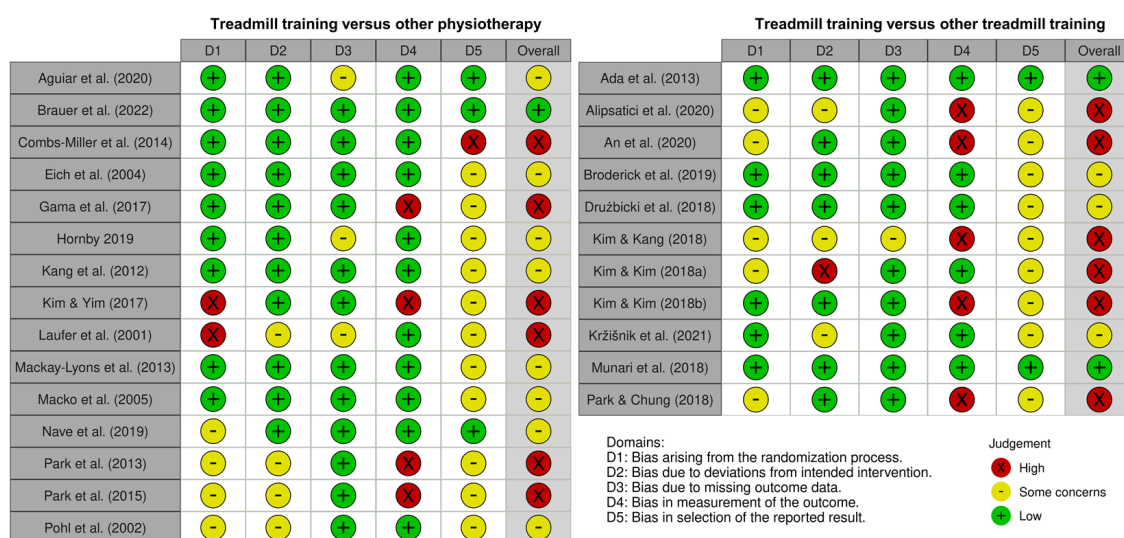 Treadmill training versus other physiotherapy
D1 D2 D3 D4 D5 Overall
Aguiar et al. (2020) + + - + + -
Brauer et al. (2022) + + + + + +
Combs-Miller et al. (2014) + + + + X X
Eich et al. (2004) + + + + - -
Gama et al. (2017) + + + X - X
Hornby 2019 + + - + - -
Kang et al. (2012) + + + + - -
Kim & Yim (2017) X + + X - X
Laufer et al. (2001) X - - + - X
Mackay-Lyons et al. (2013) + + + + - -
Macko et al. (2005) + + + + - -
Nave et al. (2019) - + + + + -
Park et al. (2013) - - + X - X
Park et al. (2015) - - + X - X
Pohl et al. (2002) - - + + - -
Treadmill training versus other treadmill training
D1 D2 D3 D4 D5 Overall
Ada et al. (2013) + + + + + +
Alipsatici et al. (2020) - - + X - X
An et al. (2020) - + + X - X
Broderick et al. (2019) + + + + - -
Drużbicki et al. (2018) + + + + - -
Kim & Kang (2018) - - - X - X
Kim & Kim (2018a) - X + + - X
Kim & Kim (2018b) + + + X - X
Kržišnik et al. (2021) + - + + - -
Munari et al. (2018) + + + + + +
Park & Chung (2018) - + + X - X
Domains:
D1: Bias arising from the randomization process.
D2: Bias due to deviations from intended intervention.
D3: Bias due to missing outcome data.
D4: Bias in measurement of the outcome.
D5: Bias in selection of the reported result.
Judgement
X High
- Some concerns
+ Low